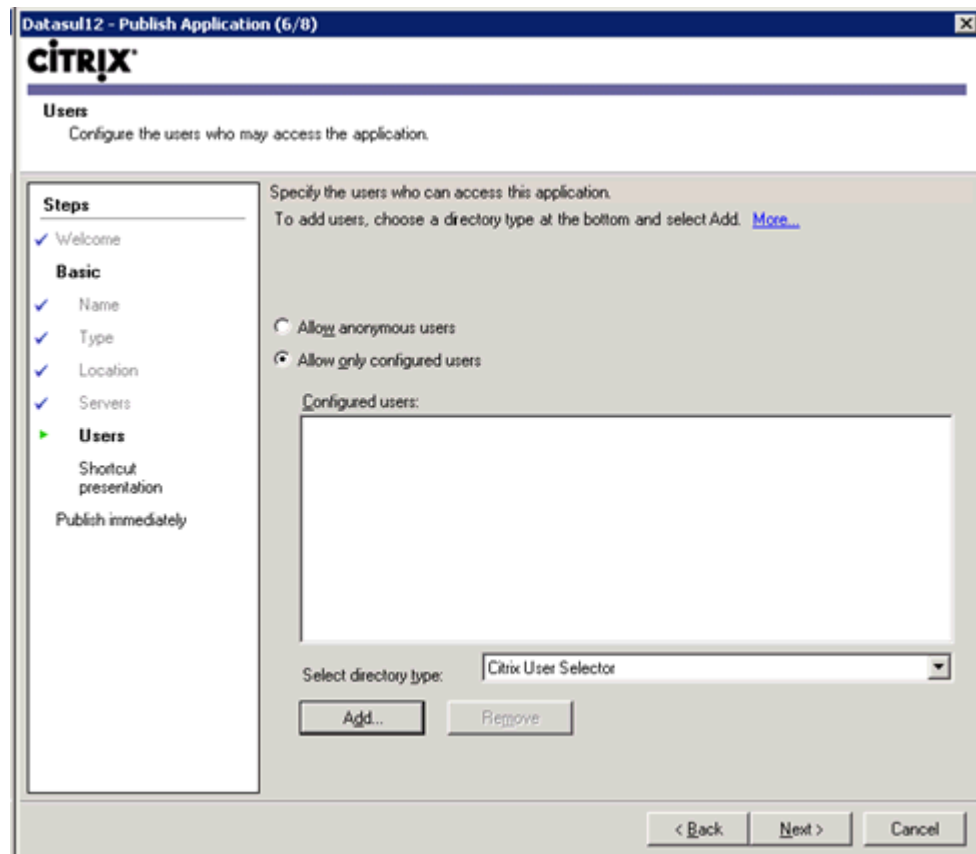 Datasul12 - Publish Application (6/8)
CITRIX
Users
Configure the users who may access the application.
Steps
Welcome
Basic
Name
Type
Location
Servers
Users
Shortcut
presentation
Publish immediately
Specify the users who can access this application.
To add users, choose a directory type at the bottom and select Add. More...
Allow anonymous users
Allow only configured users
Configured users:
Select directory type: Citrix User Selector
Add... Remove
< Back Next > Cancel